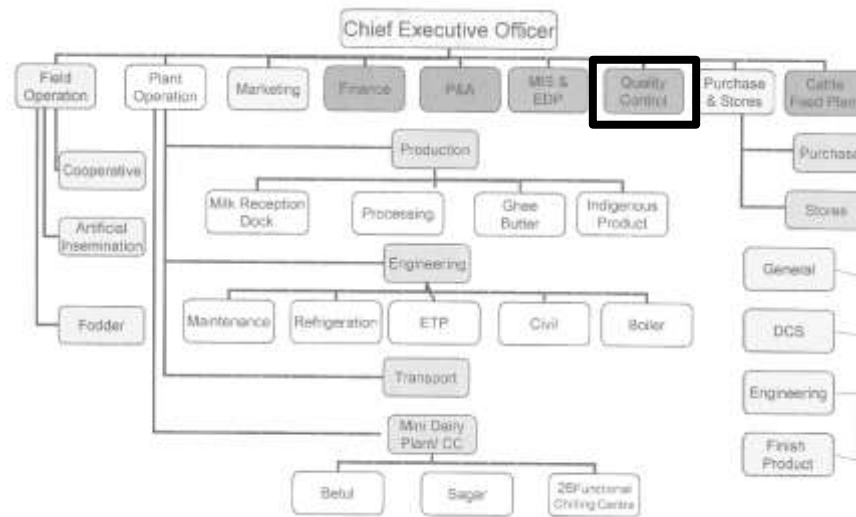 Chief Executive Officer
Field
Operation
Plant
Operation
Marketing
Finance
P&A
MIS &
EDP
Quality
Control
Purchase
& Stores
Cattle
Feed Plant
Cooperative
Artificial
Insemination
Fodder
Production
Milk Reception
Dock
Processing
Ghee
Butter
Indigenous
Product
Engineering
Maintenance
Refrigeration
ETP
Civil
Boiler
Transport
Mini Dairy
Plant/ CC
Betul
Sagar
26Functional
Chilling Centre
Purchase
Stores
General
DCS
Engineering
Finish
Product